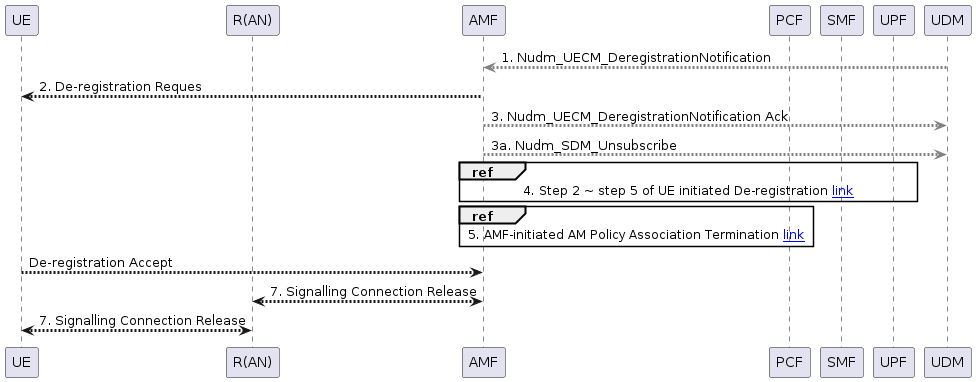 UE R(AN) AMF PCF SMF UPF UDM
1. Nudm_UECM_DeregistrationNotification
2. De-registration Reques
3. Nudm_UECM_DeregistrationNotification Ack
3a. Nudm_SDM_Unsubscribe
ref
4. Step 2 ~ step 5 of UE initiated De-registration link
ref
5. AMF-initiated AM Policy Association Termination link
De-registration Accept
7. Signalling Connection Release
7. Signalling Connection Release
UE R(AN) AMF PCF SMF UPF UDM